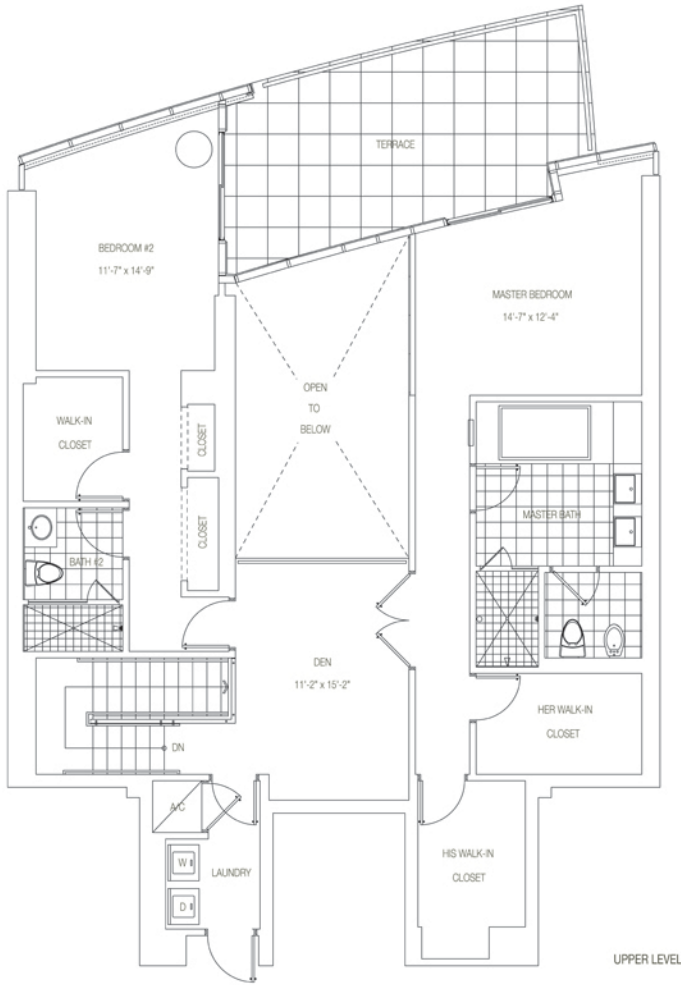 TERRACE
BEDROOM #2
11'-7" x 14'-9"
MASTER BEDROOM
14'-7" x 12'-4"
OPEN
TO
BELOW
WALK-IN
CLOSET
CLOSET
CLOSET
MASTER BATH
BATH #2
DEN
11'-2" x 15'-2"
HER WALK-IN
CLOSET
DN
A/C
W
LAUNDRY
D
HIS WALK-IN
CLOSET
UPPER LEVEL